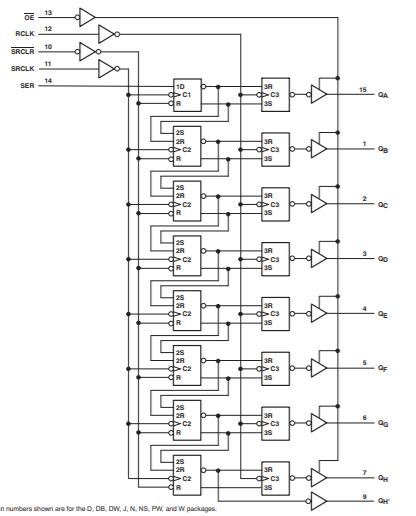 OE 13
RCLK 12
SRCLR 10
SRCLK 11
SER 14
1D
C1
R
3R
C3
3S
15 QA
2S
2R
C2
R
3R
C3
3S
1 QB
2S
2R
C2
R
3R
C3
3S
2 QC
2S
2R
C2
R
3R
C3
3S
3 QD
2S
2R
C2
R
3R
C3
3S
4 QE
2S
2R
C2
R
3R
C3
3S
5 QF
2S
2R
C2
R
3R
C3
3S
6 QG
2S
2R
C2
R
3R
C3
3S
7 QH
9 QH'
in numbers shown are for the D, DB, DW, J, N, NS, PW, and W packages.